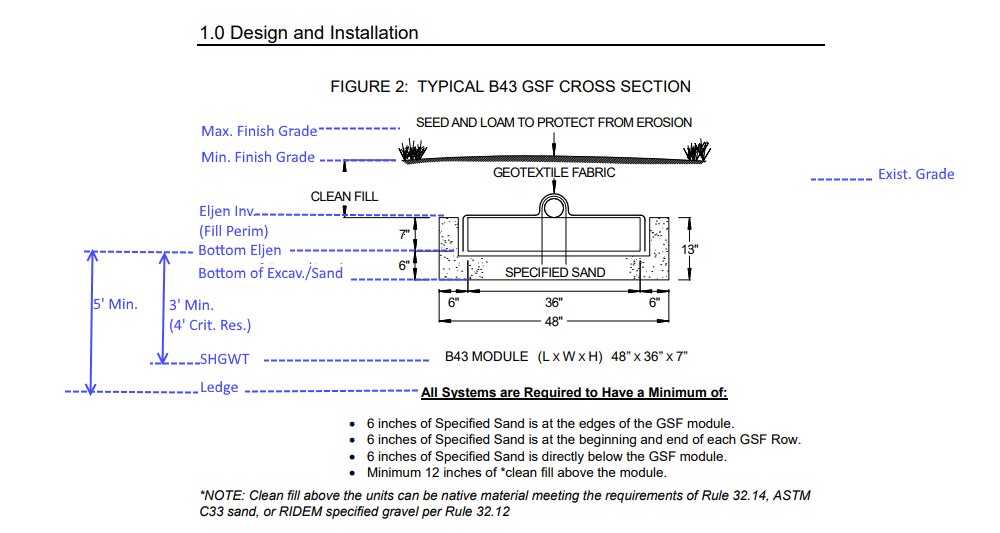 1.0 Design and Installation
FIGURE 2: TYPICAL B43 GSF CROSS SECTION
SEED AND LOAM TO PROTECT FROM EROSION
Max. Finish Grade
Min. Finish Grade
GEOTEXTILE FABRIC
Exist. Grade
CLEAN FILL
Eljen Inv.
(Fill Perim)
7"
Bottom Eljen
13"
6"
Bottom of Excav./Sand
SPECIFIED SAND
6" 36" 6"
5' Min.
3' Min.
(4' Crit. Res.)
48"
SHGWT
B43 MODULE (L x W x H) 48" x 36" x 7"
Ledge
All Systems are Required to Have a Minimum of:
• 6 inches of Specified Sand is at the edges of the GSF module.
• 6 inches of Specified Sand is at the beginning and end of each GSF Row.
• 6 inches of Specified Sand is directly below the GSF module.
• Minimum 12 inches of *clean fill above the module.
*NOTE: Clean fill above the units can be native material meeting the requirements of Rule 32.14, ASTM
C33 sand, or RIDEM specified gravel per Rule 32.12